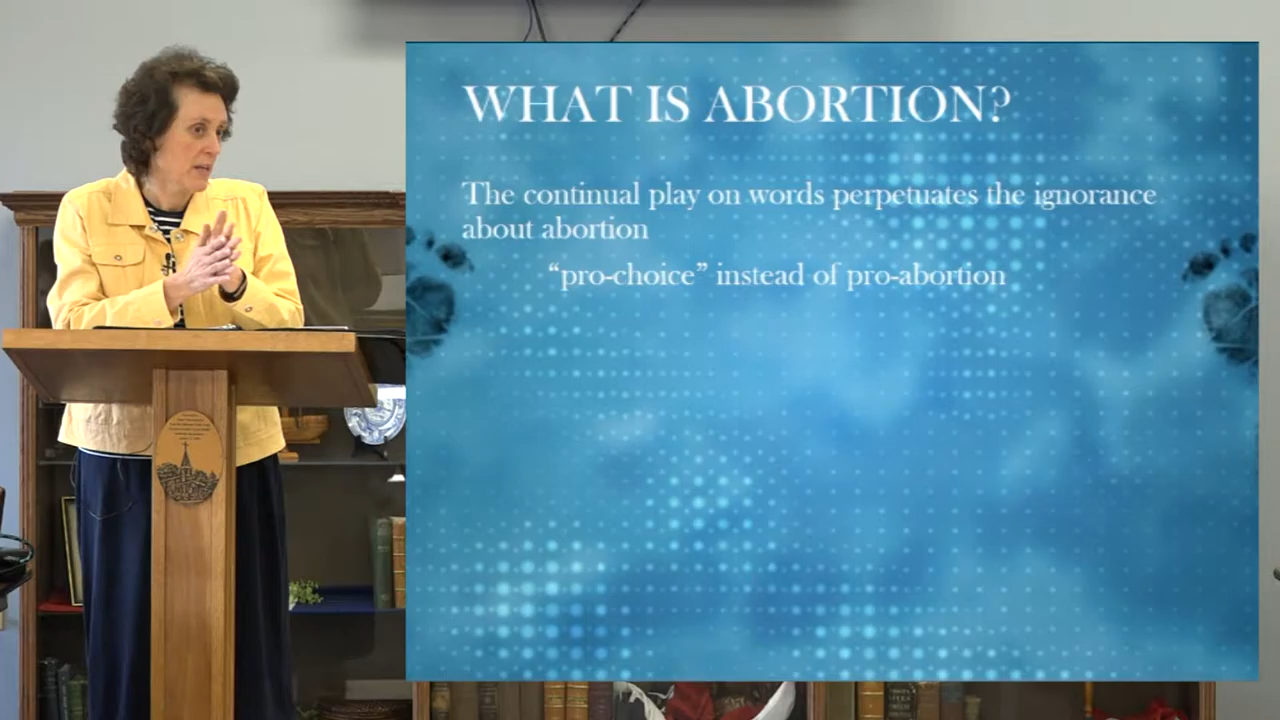 WHAT IS ABORTION?
The continual play on words perpetuates the ignorance
about abortion
“pro-choice” instead of pro-abortion